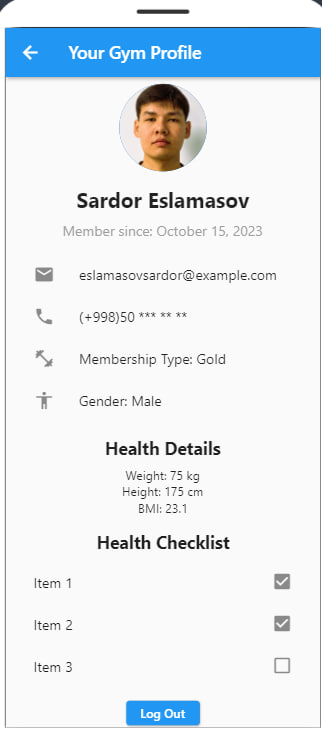 Your Gym Profile
Sardor Eslamasov
Member since: October 15, 2023
eslamasovsardor@example.com
(+998)50 *** ** **
Membership Type: Gold
Gender: Male
Health Details
Weight: 75 kg
Height: 175 cm
BMI: 23.1
Health Checklist
Item 1
Item 2
Item 3
Log Out